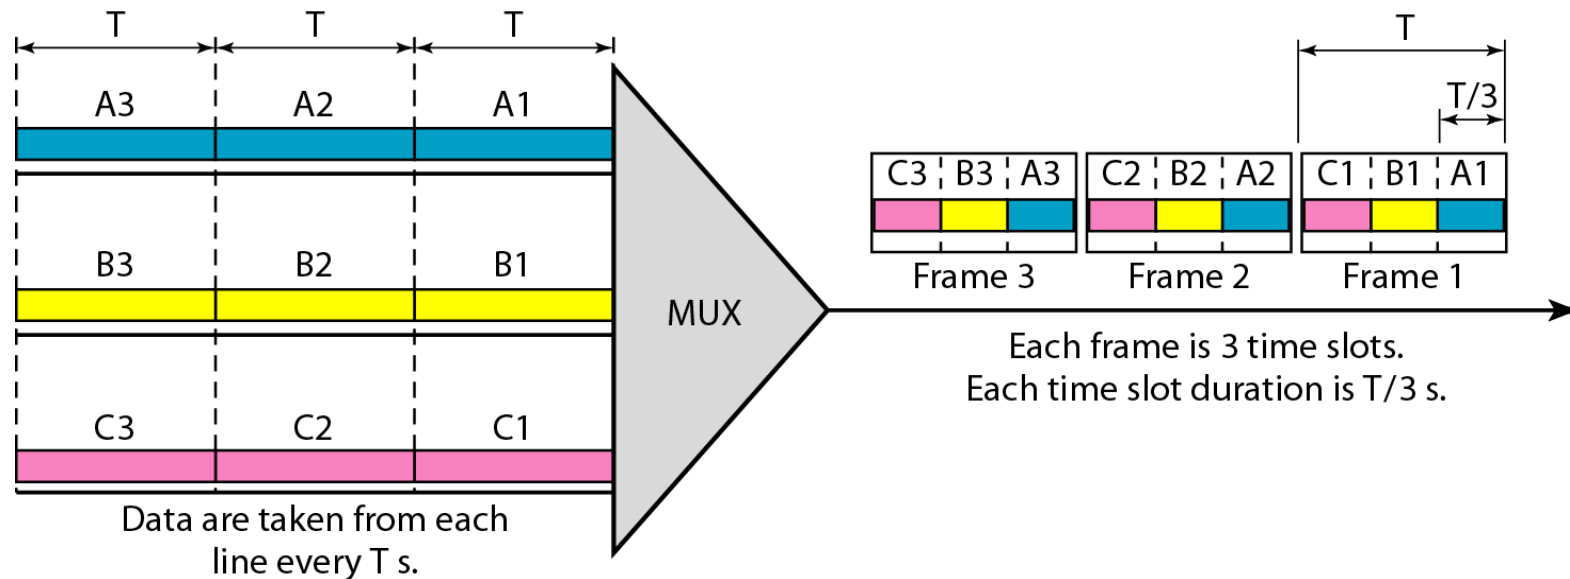 T T T
T
A3 A2 A1
T/3
C3 B3 A3 C2 B2 A2 C1 B1 A1
B3 B2 B1
Frame 3 Frame 2 Frame 1
MUX
Each frame is 3 time slots.
Each time slot duration is T/3 s.
C3 C2 C1
Data are taken from each
line every T s.